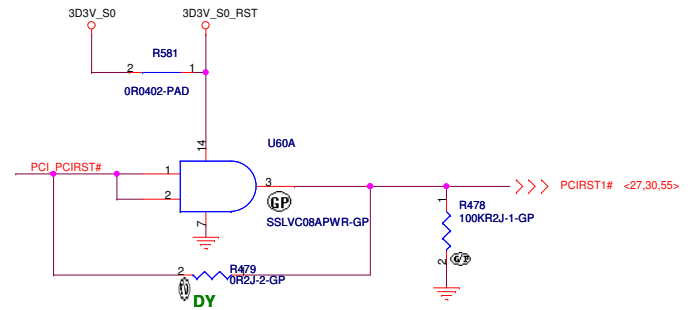 3D3V_S0
3D3V_S0_RST
R581
2
1
0R0402-PAD
14
U60A
PCI_PCIRST#
1
2
3
GP
SSLVC08APWR-GP
7
PCIRST1# <27,30,55>
1
R478
100KR2J-1-GP
2
2
1
R479
0R2J-2-GP
DY